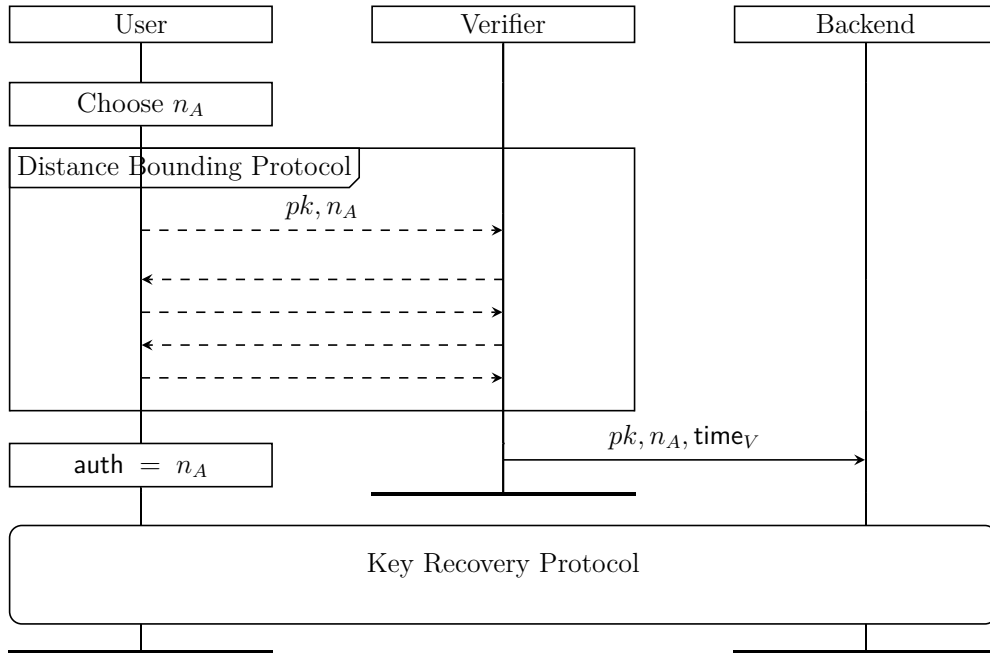 User
Verifier
Backend
Choose n_A
Distance Bounding Protocol
pk, n_A
pk, n_A, time_V
auth = n_A
Key Recovery Protocol